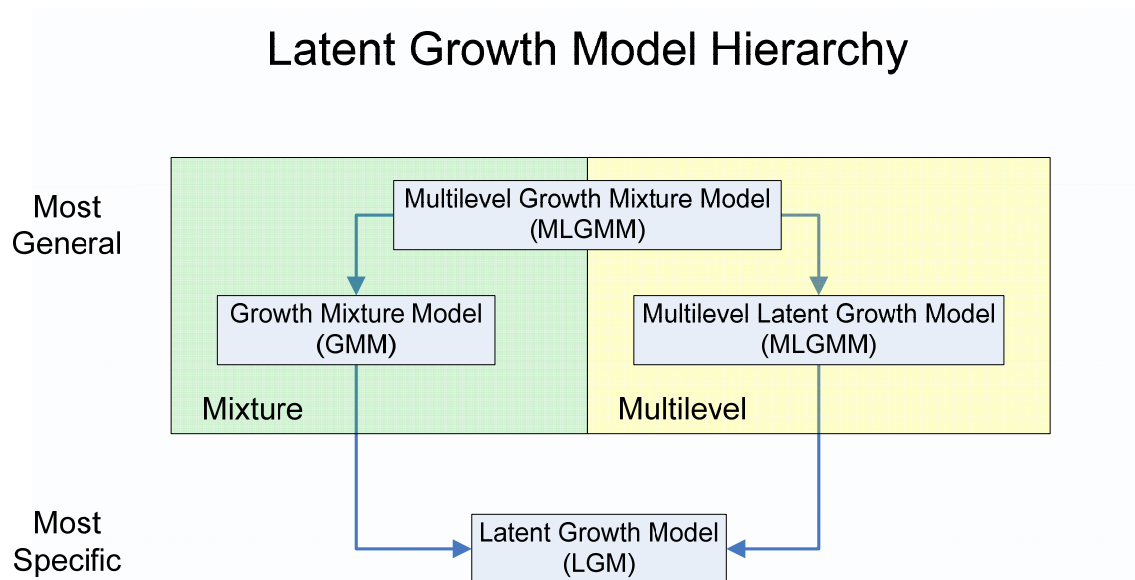 Latent Growth Model Hierarchy
Most
General
Multilevel Growth Mixture Model
(MLGMM)
Growth Mixture Model
(GMM)
Multilevel Latent Growth Model
(MLGMM)
Mixture
Multilevel
Most
Specific
Latent Growth Model
(LGM)